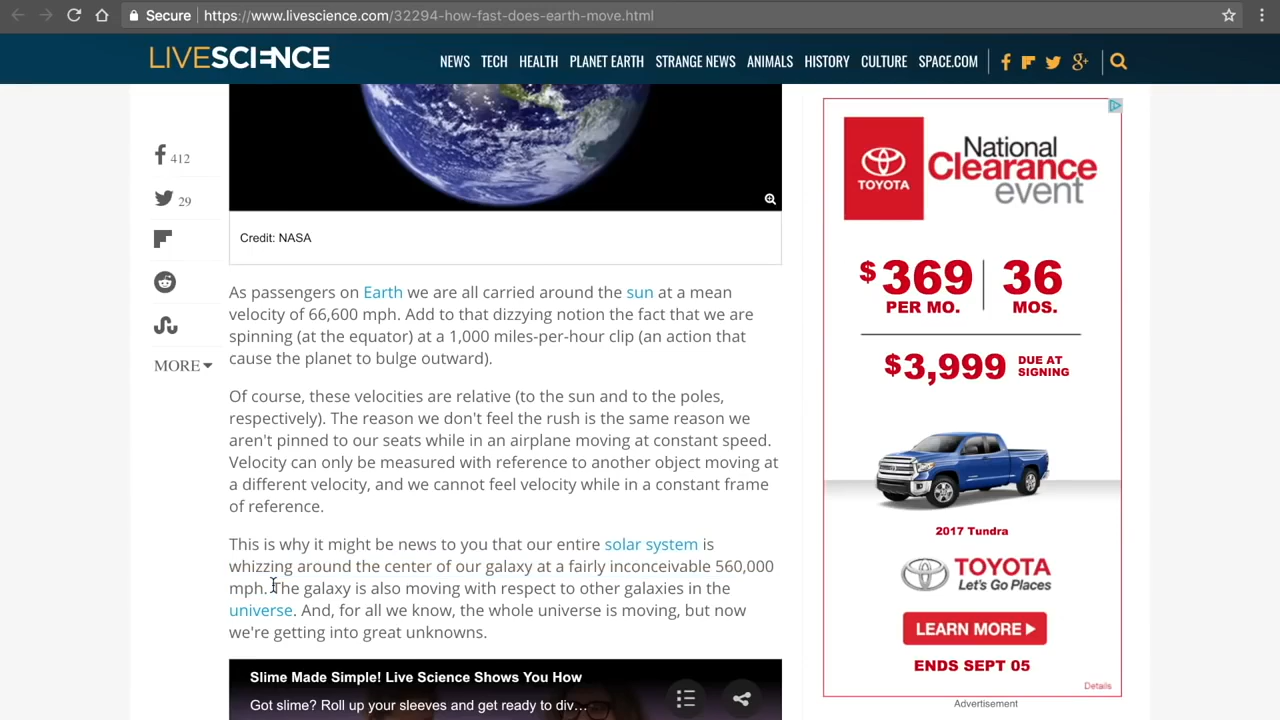 Secure
https://www.livescience.com/32294-how-fast-does-earth-move.html
LIVESCIENCE
NEWS TECH HEALTH PLANET EARTH STRANGE NEWS ANIMALS HISTORY CULTURE SPACE.COM
412
29
MORE
Credit: NASA
As passengers on Earth we are all carried around the sun at a mean
velocity of 66,600 mph. Add to that dizzying notion the fact that we are
spinning (at the equator) at a 1,000 miles-per-hour clip (an action that
cause the planet to bulge outward).
Of course, these velocities are relative (to the sun and to the poles,
respectively). The reason we don't feel the rush is the same reason we
aren't pinned to our seats while in an airplane moving at constant speed.
Velocity can only be measured with reference to another object moving at
a different velocity, and we cannot feel velocity while in a constant frame
of reference.
This is why it might be news to you that our entire solar system is
whizzing around the center of our galaxy at a fairly inconceivable 560,000
mph. The galaxy is also moving with respect to other galaxies in the
universe. And, for all we know, the whole universe is moving, but now
we're getting into great unknowns.
Slime Made Simple! Live Science Shows You How
Got slime? Roll up your sleeves and get ready to div...
TOYOTA
National
Clearance
event
$369
PER MO.
36
MOS.
$3,999
DUE AT
SIGNING
2017 Tundra
TOYOTA
Let's Go Places
LEARN MORE
ENDS SEPT 05
Details
Advertisement